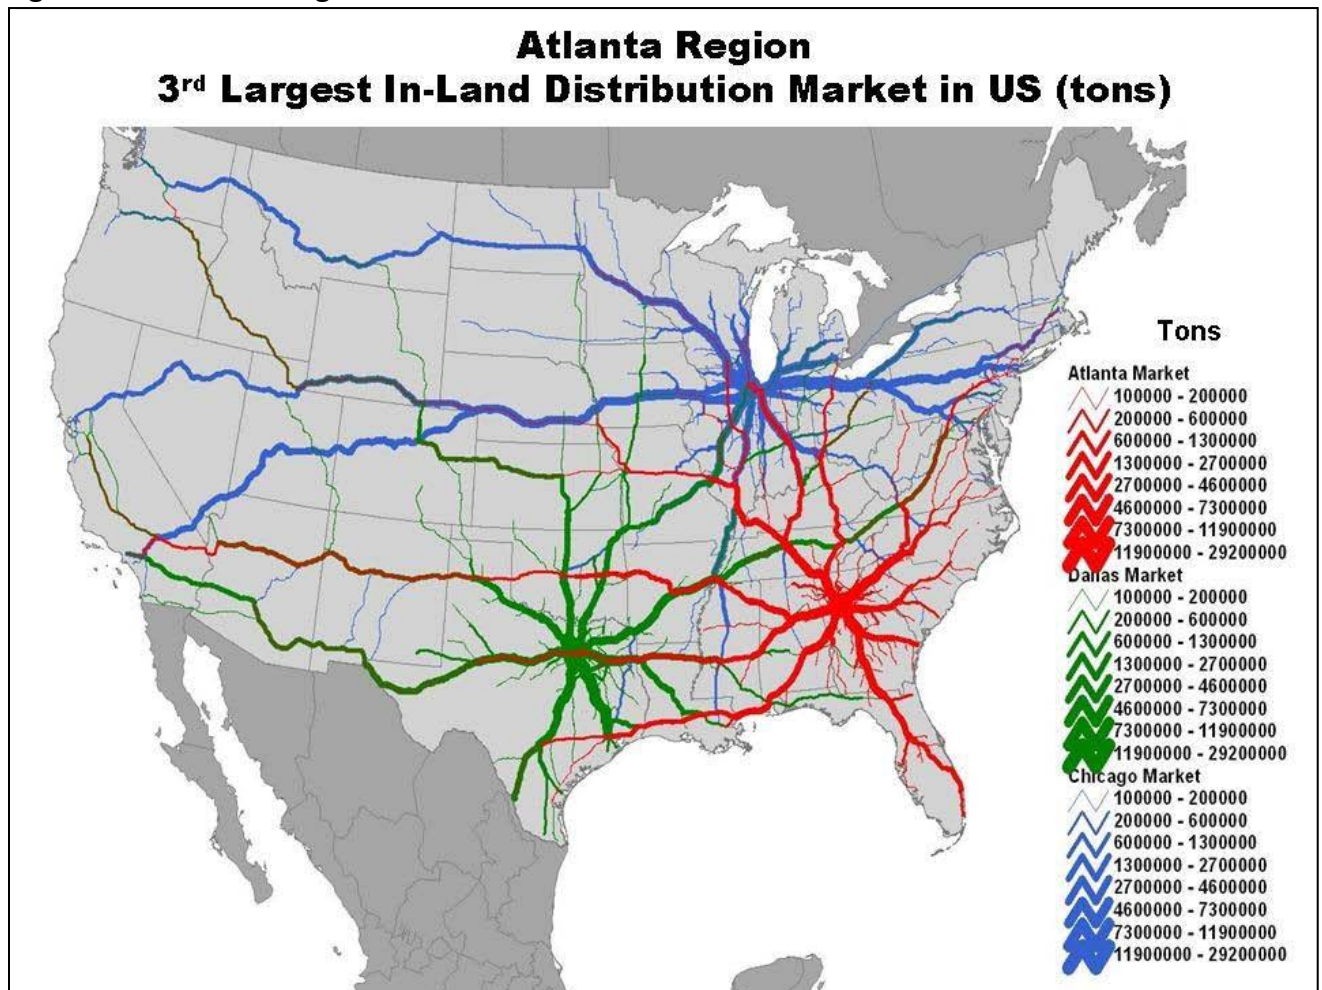 Atlanta Region
3rd Largest In-Land Distribution Market in US (tons)
Tons
Atlanta Market
100000 - 200000
200000 - 600000
600000 - 1300000
1300000 - 2700000
2700000 - 4600000
4600000 - 7300000
7300000 - 11900000
11900000 - 29200000
Dallas Market
100000 - 200000
200000 - 600000
600000 - 1300000
1300000 - 2700000
2700000 - 4600000
4600000 - 7300000
7300000 - 11900000
11900000 - 29200000
Chicago Market
100000 - 200000
200000 - 600000
600000 - 1300000
1300000 - 2700000
2700000 - 4600000
4600000 - 7300000
7300000 - 11900000
11900000 - 29200000